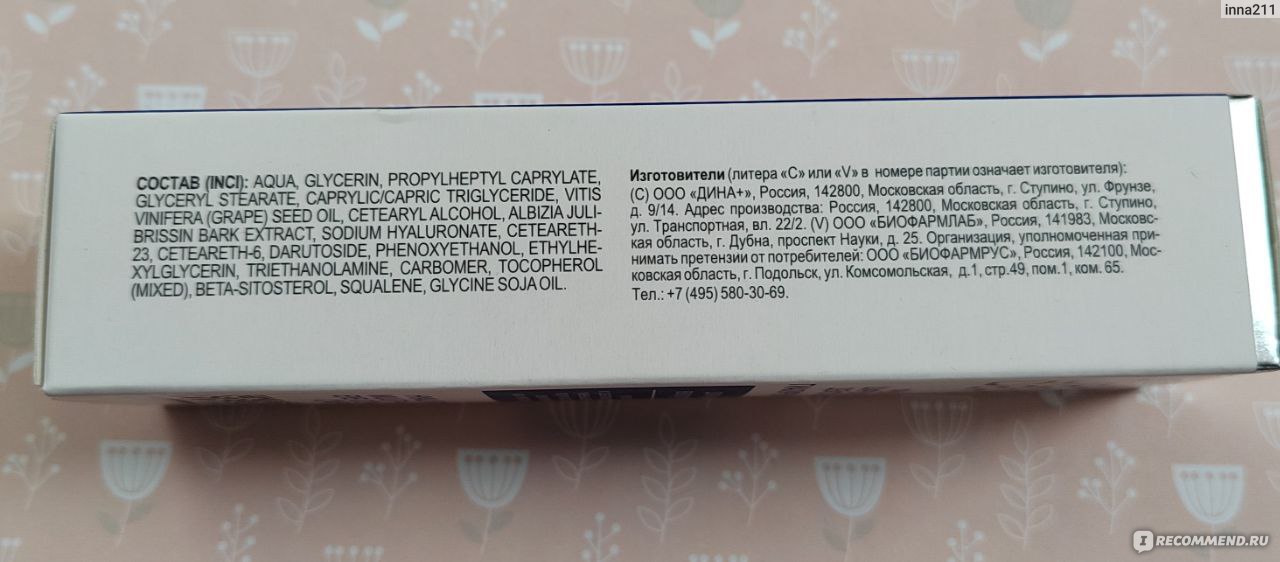 inna211
СОСТАВ (INCI): AQUA, GLYCERIN, PROPYLHEPTYL CAPRYLATE,
GLYCERYL STEARATE, CAPRYLIC/CAPRIC TRIGLYCERIDE, VITIS
VINIFERA (GRAPE) SEED OIL, CETEARYL ALCOHOL, ALBIZIA JULI-
BRISSIN BARK EXTRACT, SODIUM HYALURONATE, CETEARETH-
23, CETEARETH-6, DARUTOSIDE, PHENOXYETHANOL, ETHYLHE-
XYLGLYCERIN, TRIETHANOLAMINE, CARBOMER, TOCOPHEROL
(MIXED), BETA-SITOSTEROL, SQUALENE, GLYCINE SOJA OIL.
Изготовители (литера «C» или «V» в номере партии означает изготовителя):
(C) ООО «ДИНА+», Россия, 142800, Московская область, г. Ступино, ул. Фрунзе,
д. 9/14. Адрес производства: Россия, 142800, Московская область, г. Ступино,
ул. Транспортная, вл. 22/2. (V) ООО «БИОФАРМЛАБ», Россия, 141983, Москов-
ская область, г. Дубна, проспект Науки, д. 25. Организация, уполномоченная при-
нимать претензии от потребителей: ООО «БИОФАРМРУС», Россия, 142100, Мос-
ковская область, г. Подольск, ул. Комсомольская, д.1, стр.49, пом.1, ком. 65.
Тел.: +7 (495) 580-30-69.
IRECOMMEND.RU